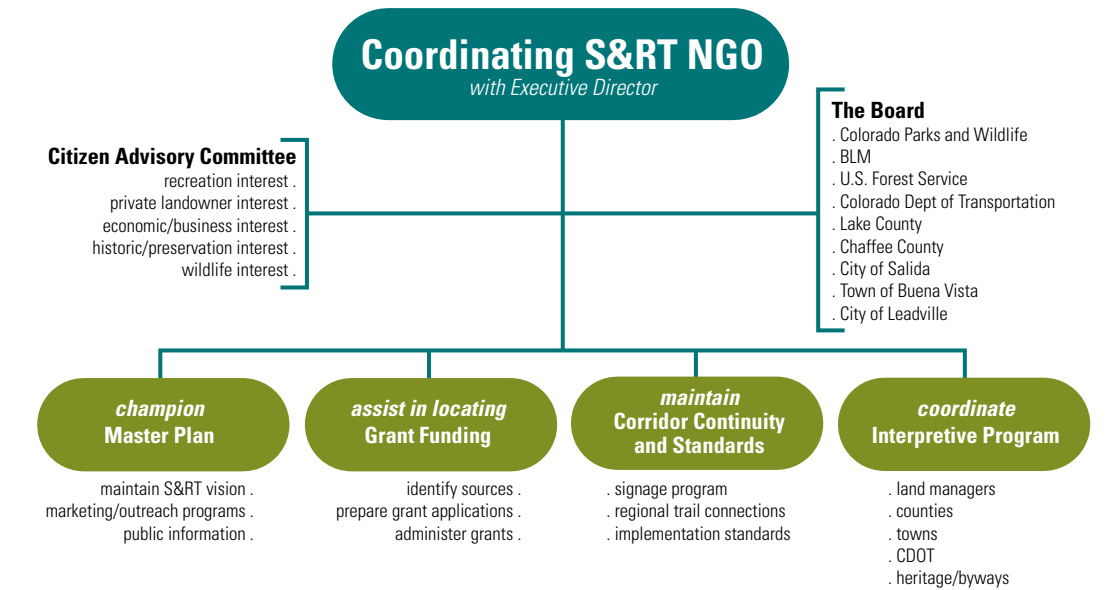 Coordinating S&RT NGO
with Executive Director
Citizen Advisory Committee
recreation interest .
private landowner interest .
economic/business interest .
historic/preservation interest .
wildlife interest .
The Board
. Colorado Parks and Wildlife
. BLM
. U.S. Forest Service
. Colorado Dept of Transportation
. Lake County
. Chaffee County
. City of Salida
. Town of Buena Vista
. City of Leadville
champion
Master Plan
maintain S&RT vision .
marketing/outreach programs .
public information .
assist in locating
Grant Funding
identify sources .
prepare grant applications .
administer grants .
maintain
Corridor Continuity
and Standards
. signage program
. regional trail connections
. implementation standards
coordinate
Interpretive Program
. land managers
. counties
. towns
. CDOT
. heritage/byways